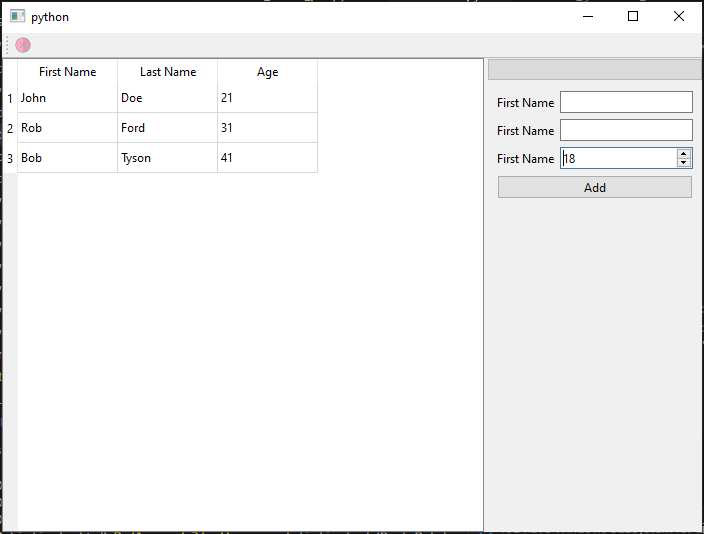 python
First Name Last Name Age
1 John Doe 21
2 Rob Ford 31
3 Bob Tyson 41
First Name
First Name
First Name 18
Add